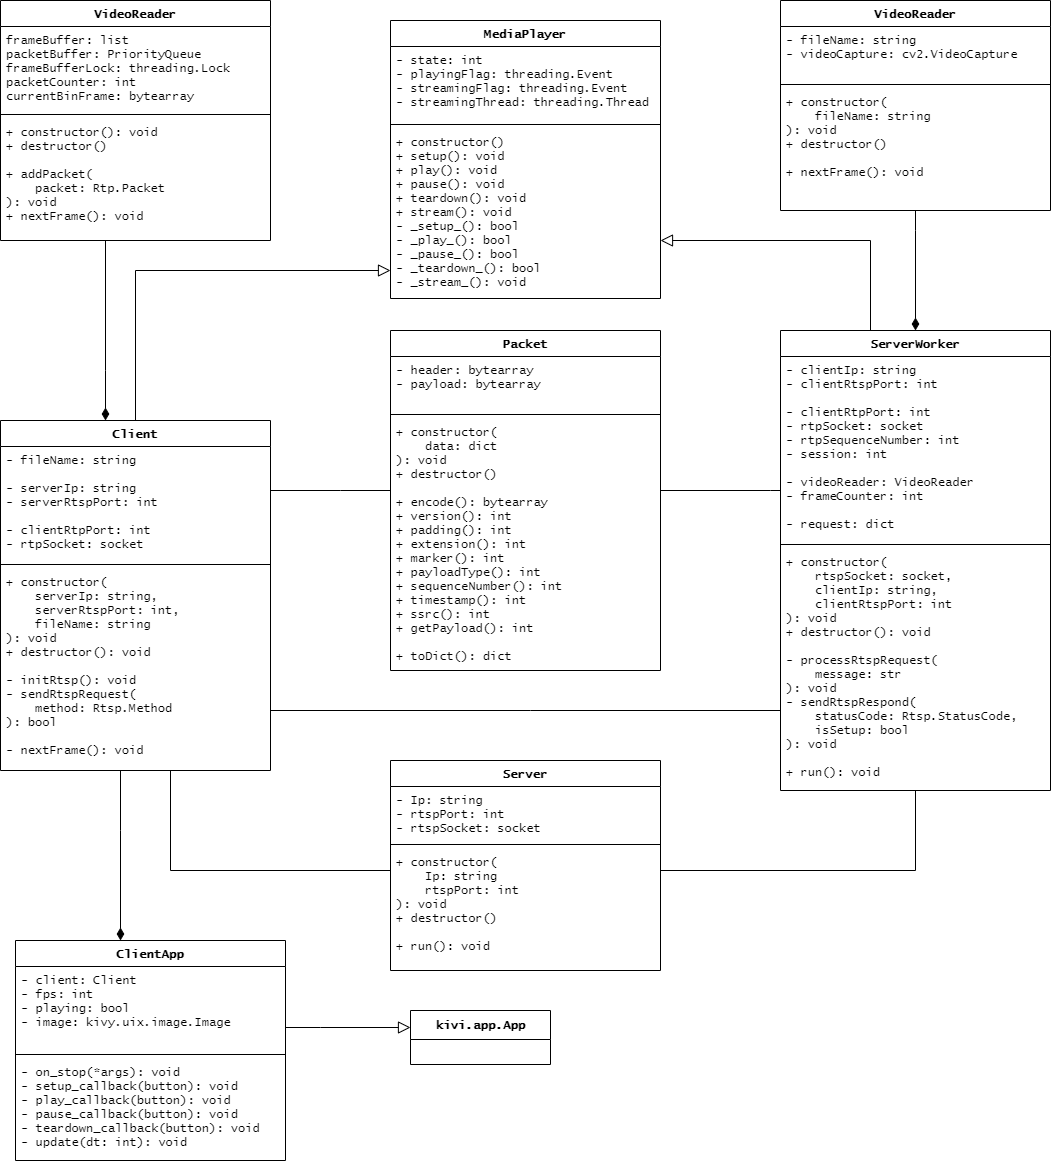 VideoReader
frameBuffer: list
packetBuffer: PriorityQueue
frameBufferLock: threading.Lock
packetCounter: int
currentBinFrame: bytearray
+ constructor(): void
+ destructor()
+ addPacket(
packet: Rtp.Packet
): void
+ nextFrame(): void
MediaPlayer
- state: int
- playingFlag: threading.Event
- streamingFlag: threading.Event
- streamingThread: threading.Thread
+ constructor()
+ setup(): void
+ play(): void
+ pause(): void
+ teardown(): void
+ stream(): void
- _setup_(): bool
- _play_(): bool
- _pause_(): bool
- _teardown_(): bool
- _stream_(): void
VideoReader
- fileName: string
- videoCapture: cv2.VideoCapture
+ constructor(
fileName: string
): void
+ destructor()
+ nextFrame(): void
Client
- fileName: string
- serverIp: string
- serverRtspPort: int
- clientRtpPort: int
- rtpSocket: socket
+ constructor(
serverIp: string,
serverRtspPort: int,
fileName: string
): void
+ destructor(): void
- initRtsp(): void
- sendRtspRequest(
method: Rtsp.Method
): bool
- nextFrame(): void
Packet
- header: bytearray
- payload: bytearray
+ constructor(
data: dict
): void
+ destructor()
+ encode(): bytearray
+ version(): int
+ padding(): int
+ extension(): int
+ marker(): int
+ payloadType(): int
+ sequenceNumber(): int
+ timestamp(): int
+ ssrc(): int
+ getPayload(): int
+ toDict(): dict
ServerWorker
- clientIp: string
- clientRtspPort: int
- clientRtpPort: int
- rtpSocket: socket
- rtpSequenceNumber: int
- session: int
- videoReader: VideoReader
- frameCounter: int
- request: dict
+ constructor(
rtspSocket: socket,
clientIp: string,
clientRtspPort: int
): void
+ destructor(): void
- processRtspRequest(
message: str
): void
- sendRtspRespond(
statusCode: Rtsp.StatusCode,
isSetup: bool
): void
+ run(): void
Server
- Ip: string
- rtspPort: int
- rtspSocket: socket
+ constructor(
Ip: string
rtspPort: int
): void
+ destructor()
+ run(): void
ClientApp
- client: Client
- fps: int
- playing: bool
- image: kivy.uix.image.Image
- on_stop(*args): void
- setup_callback(button): void
- play_callback(button): void
- pause_callback(button): void
- teardown_callback(button): void
- update(dt: int): void
kivi.app.App